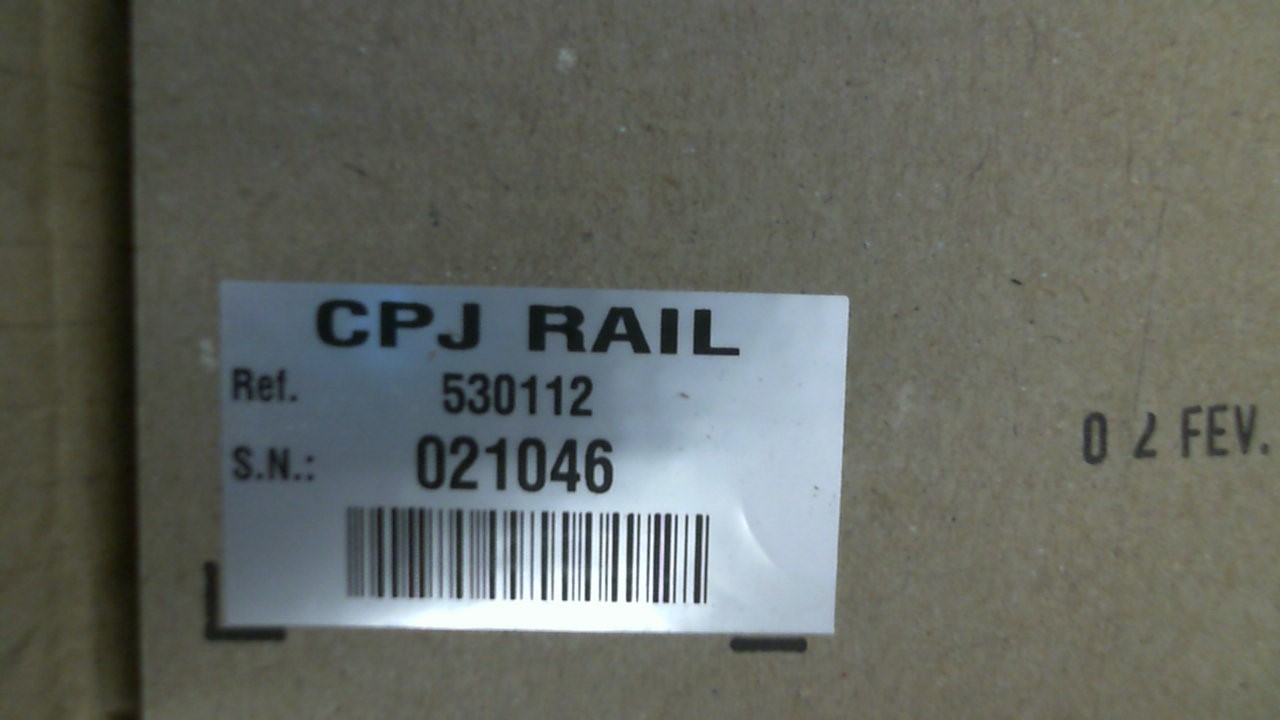 CPJ RAIL
Ref. 530112
S.N.: 021046
0 2 FEV.